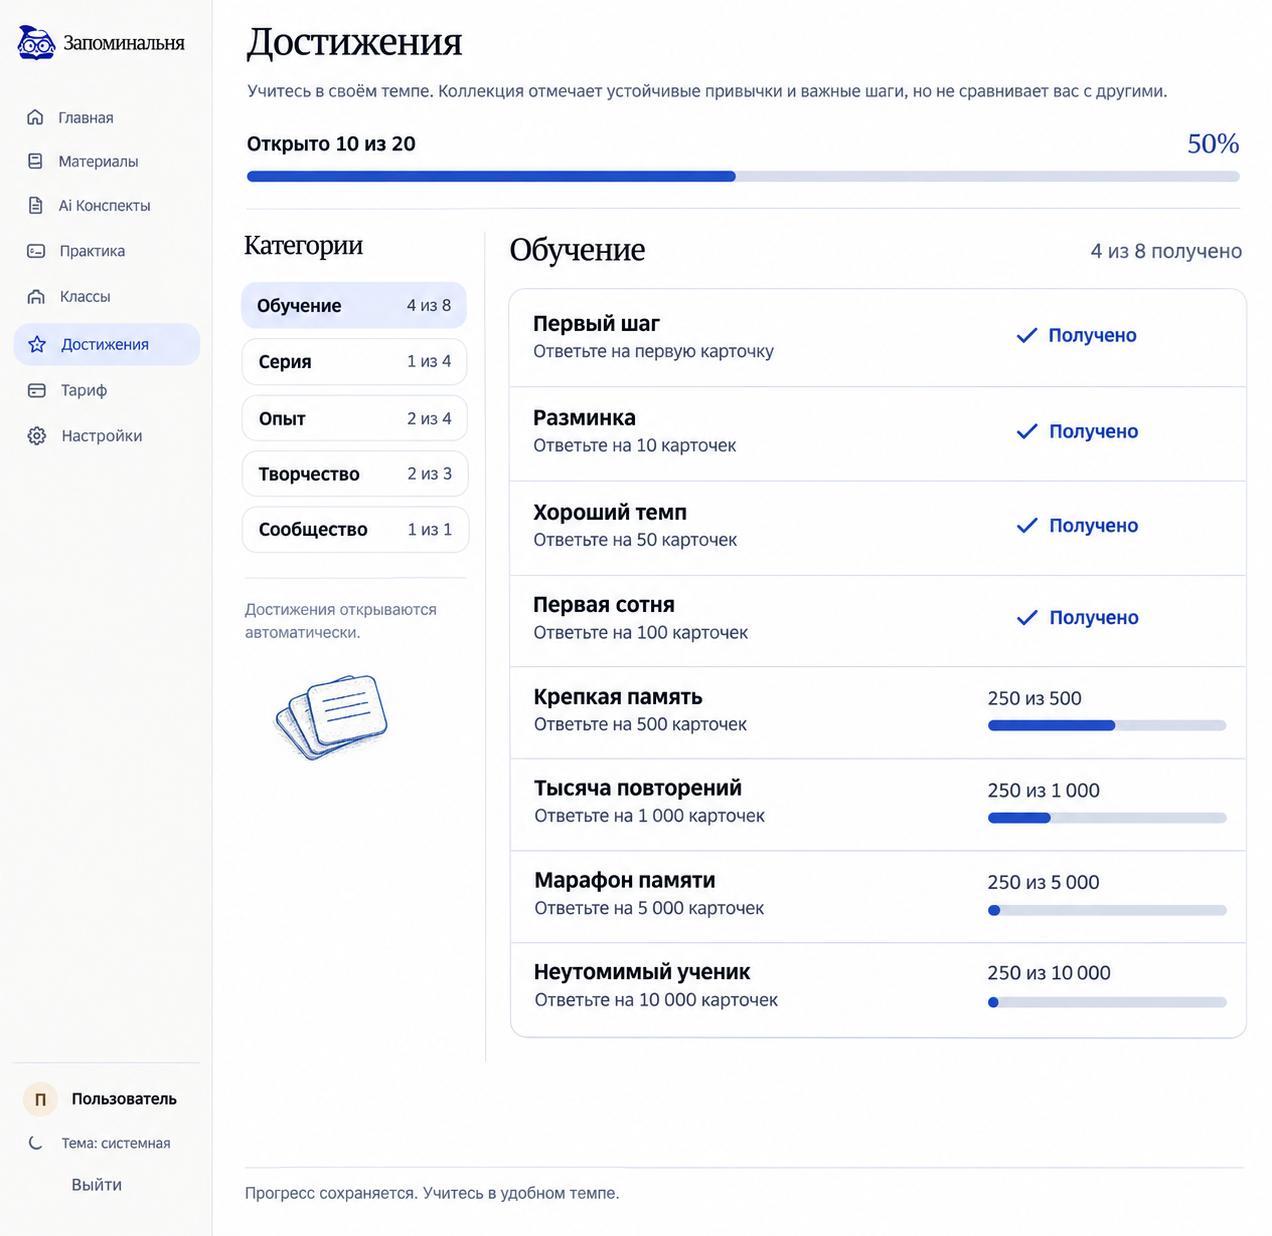 Запоминальня
Главная
Материалы
Ai Конспекты
Практика
Классы
Достижения
Тариф
Настройки
П
Пользователь
Тема: системная
Выйти
Достижения
Учитесь в своём темпе. Коллекция отмечает устойчивые привычки и важные шаги, но не сравнивает вас с другими.
Открыто 10 из 20
50%
Категории
Обучение 4 из 8
Серия 1 из 4
Опыт 2 из 4
Творчество 2 из 3
Сообщество 1 из 1
Достижения открываются
автоматически.
Обучение
4 из 8 получено
Первый шаг
Ответьте на первую карточку
Получено
Разминка
Ответьте на 10 карточек
Получено
Хороший темп
Ответьте на 50 карточек
Получено
Первая сотня
Ответьте на 100 карточек
Получено
Крепкая память
Ответьте на 500 карточек
250 из 500
Тысяча повторений
Ответьте на 1 000 карточек
250 из 1 000
Марафон памяти
Ответьте на 5 000 карточек
250 из 5 000
Неутомимый ученик
Ответьте на 10 000 карточек
250 из 10 000
Прогресс сохраняется. Учитесь в удобном темпе.